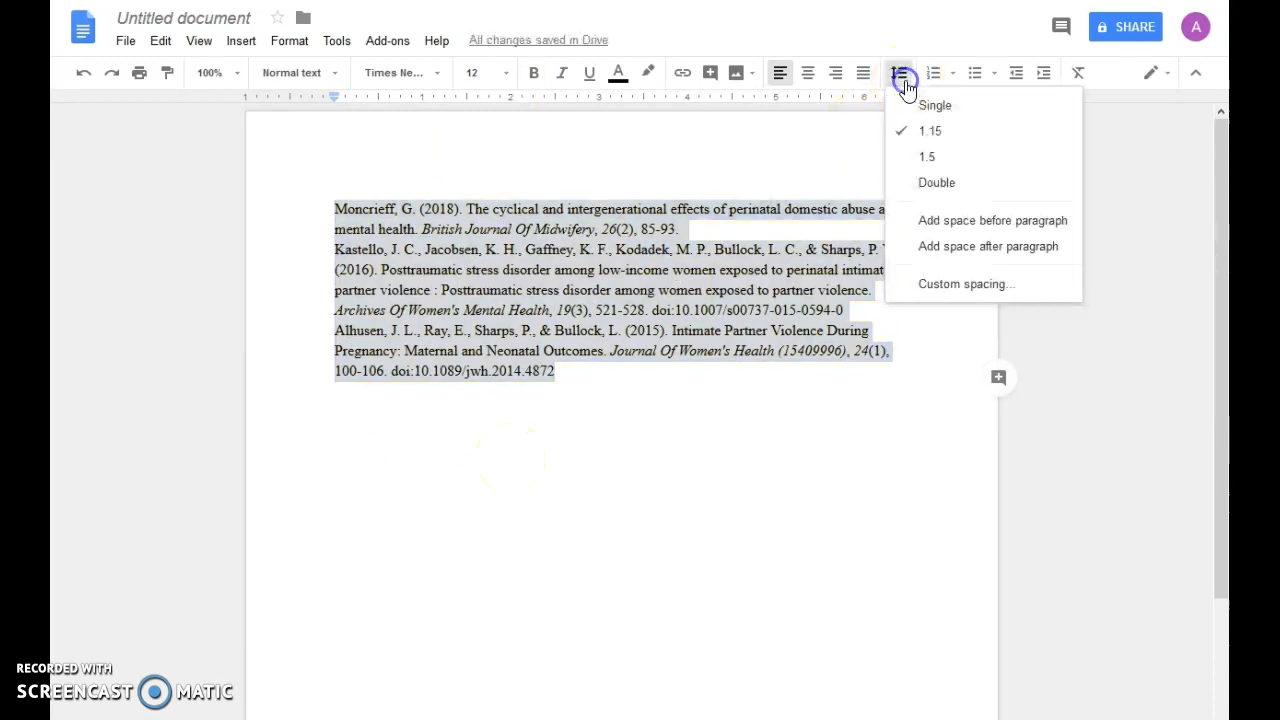 Untitled document
File Edit View Insert Format Tools Add-ons Help All changes saved in Drive
SHARE
A
100% Normal text Times Ne... 12
1 1 2 3 4 5 6
Single
1.15
1.5
Double
Add space before paragraph
Add space after paragraph
Custom spacing...
Moncrieff, G. (2018). The cyclical and intergenerational effects of perinatal domestic abuse a
mental health. British Journal Of Midwifery, 26(2), 85-93.
Kastello, J. C., Jacobsen, K. H., Gaffney, K. F., Kodadek, M. P., Bullock, L. C., & Sharps, P.
(2016). Posttraumatic stress disorder among low-income women exposed to perinatal intimat
partner violence : Posttraumatic stress disorder among women exposed to partner violence.
Archives Of Women's Mental Health, 19(3), 521-528. doi:10.1007/s00737-015-0594-0
Alhusen, J. L., Ray, E., Sharps, P., & Bullock, L. (2015). Intimate Partner Violence During
Pregnancy: Maternal and Neonatal Outcomes. Journal Of Women's Health (15409996), 24(1),
100-106. doi:10.1089/jwh.2014.4872
RECORDED WITH
SCREENCAST MATIC